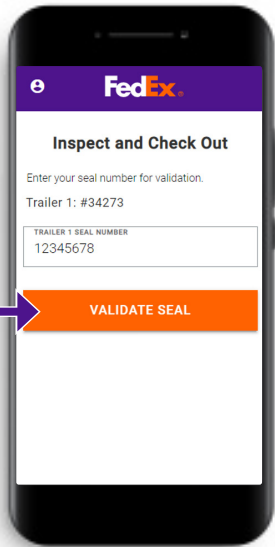 FedEx.
Inspect and Check Out
Enter your seal number for validation.
Trailer 1: #34273
TRAILER 1 SEAL NUMBER
12345678
VALIDATE SEAL